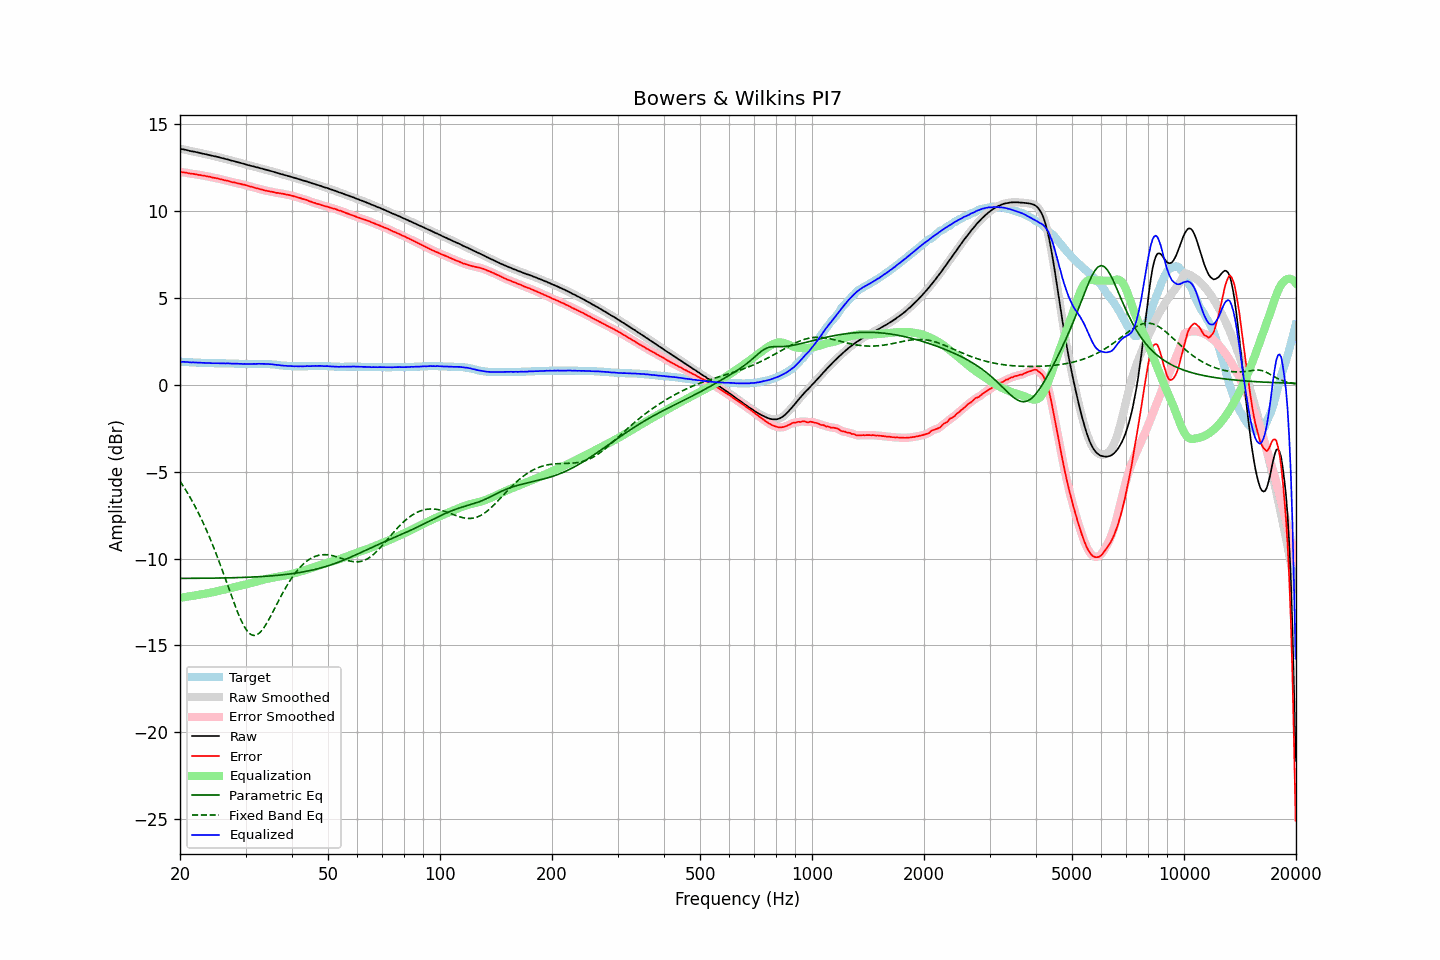 Bowers & Wilkins PI7
15
10
5
0
−5
−10
−15
−20
−25
Amplitude (dBr)
Target
Raw Smoothed
Error Smoothed
Raw
Error
Equalization
Parametric Eq
Fixed Band Eq
Equalized
20 50 100 200 500 1000 2000 5000 10000 20000
Frequency (Hz)